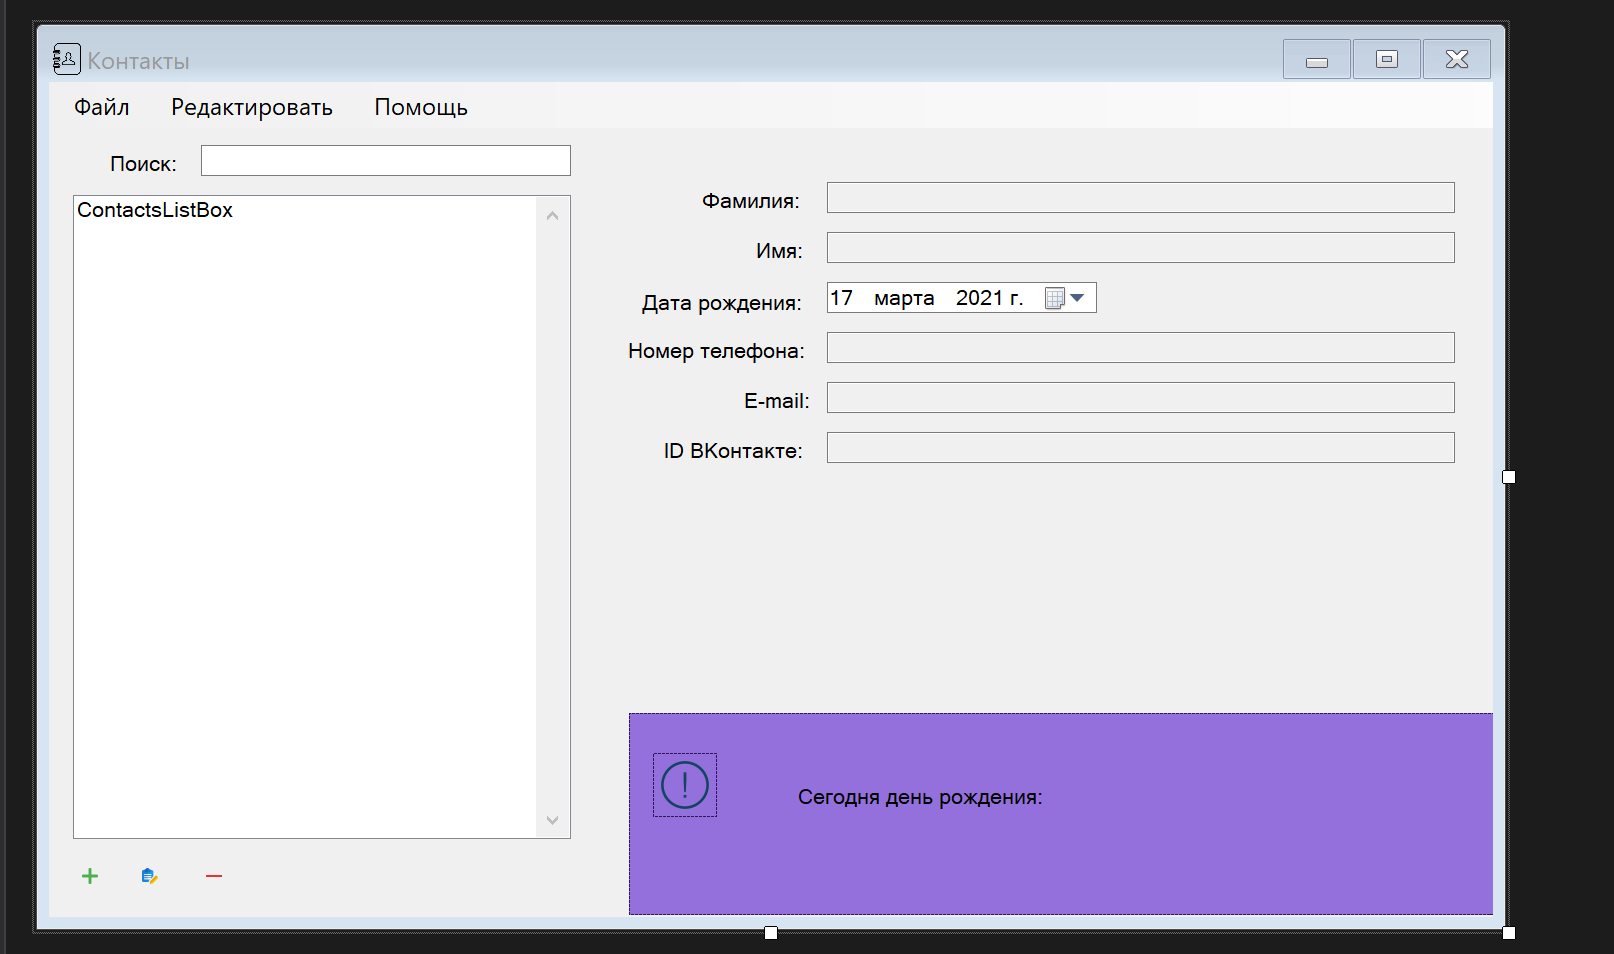 Контакты
Файл Редактировать Помощь
Поиск:
ContactsListBox
Фамилия:
Имя:
Дата рождения: 17 марта 2021 г.
Номер телефона:
E-mail:
ID ВКонтакте:
Сегодня день рождения: